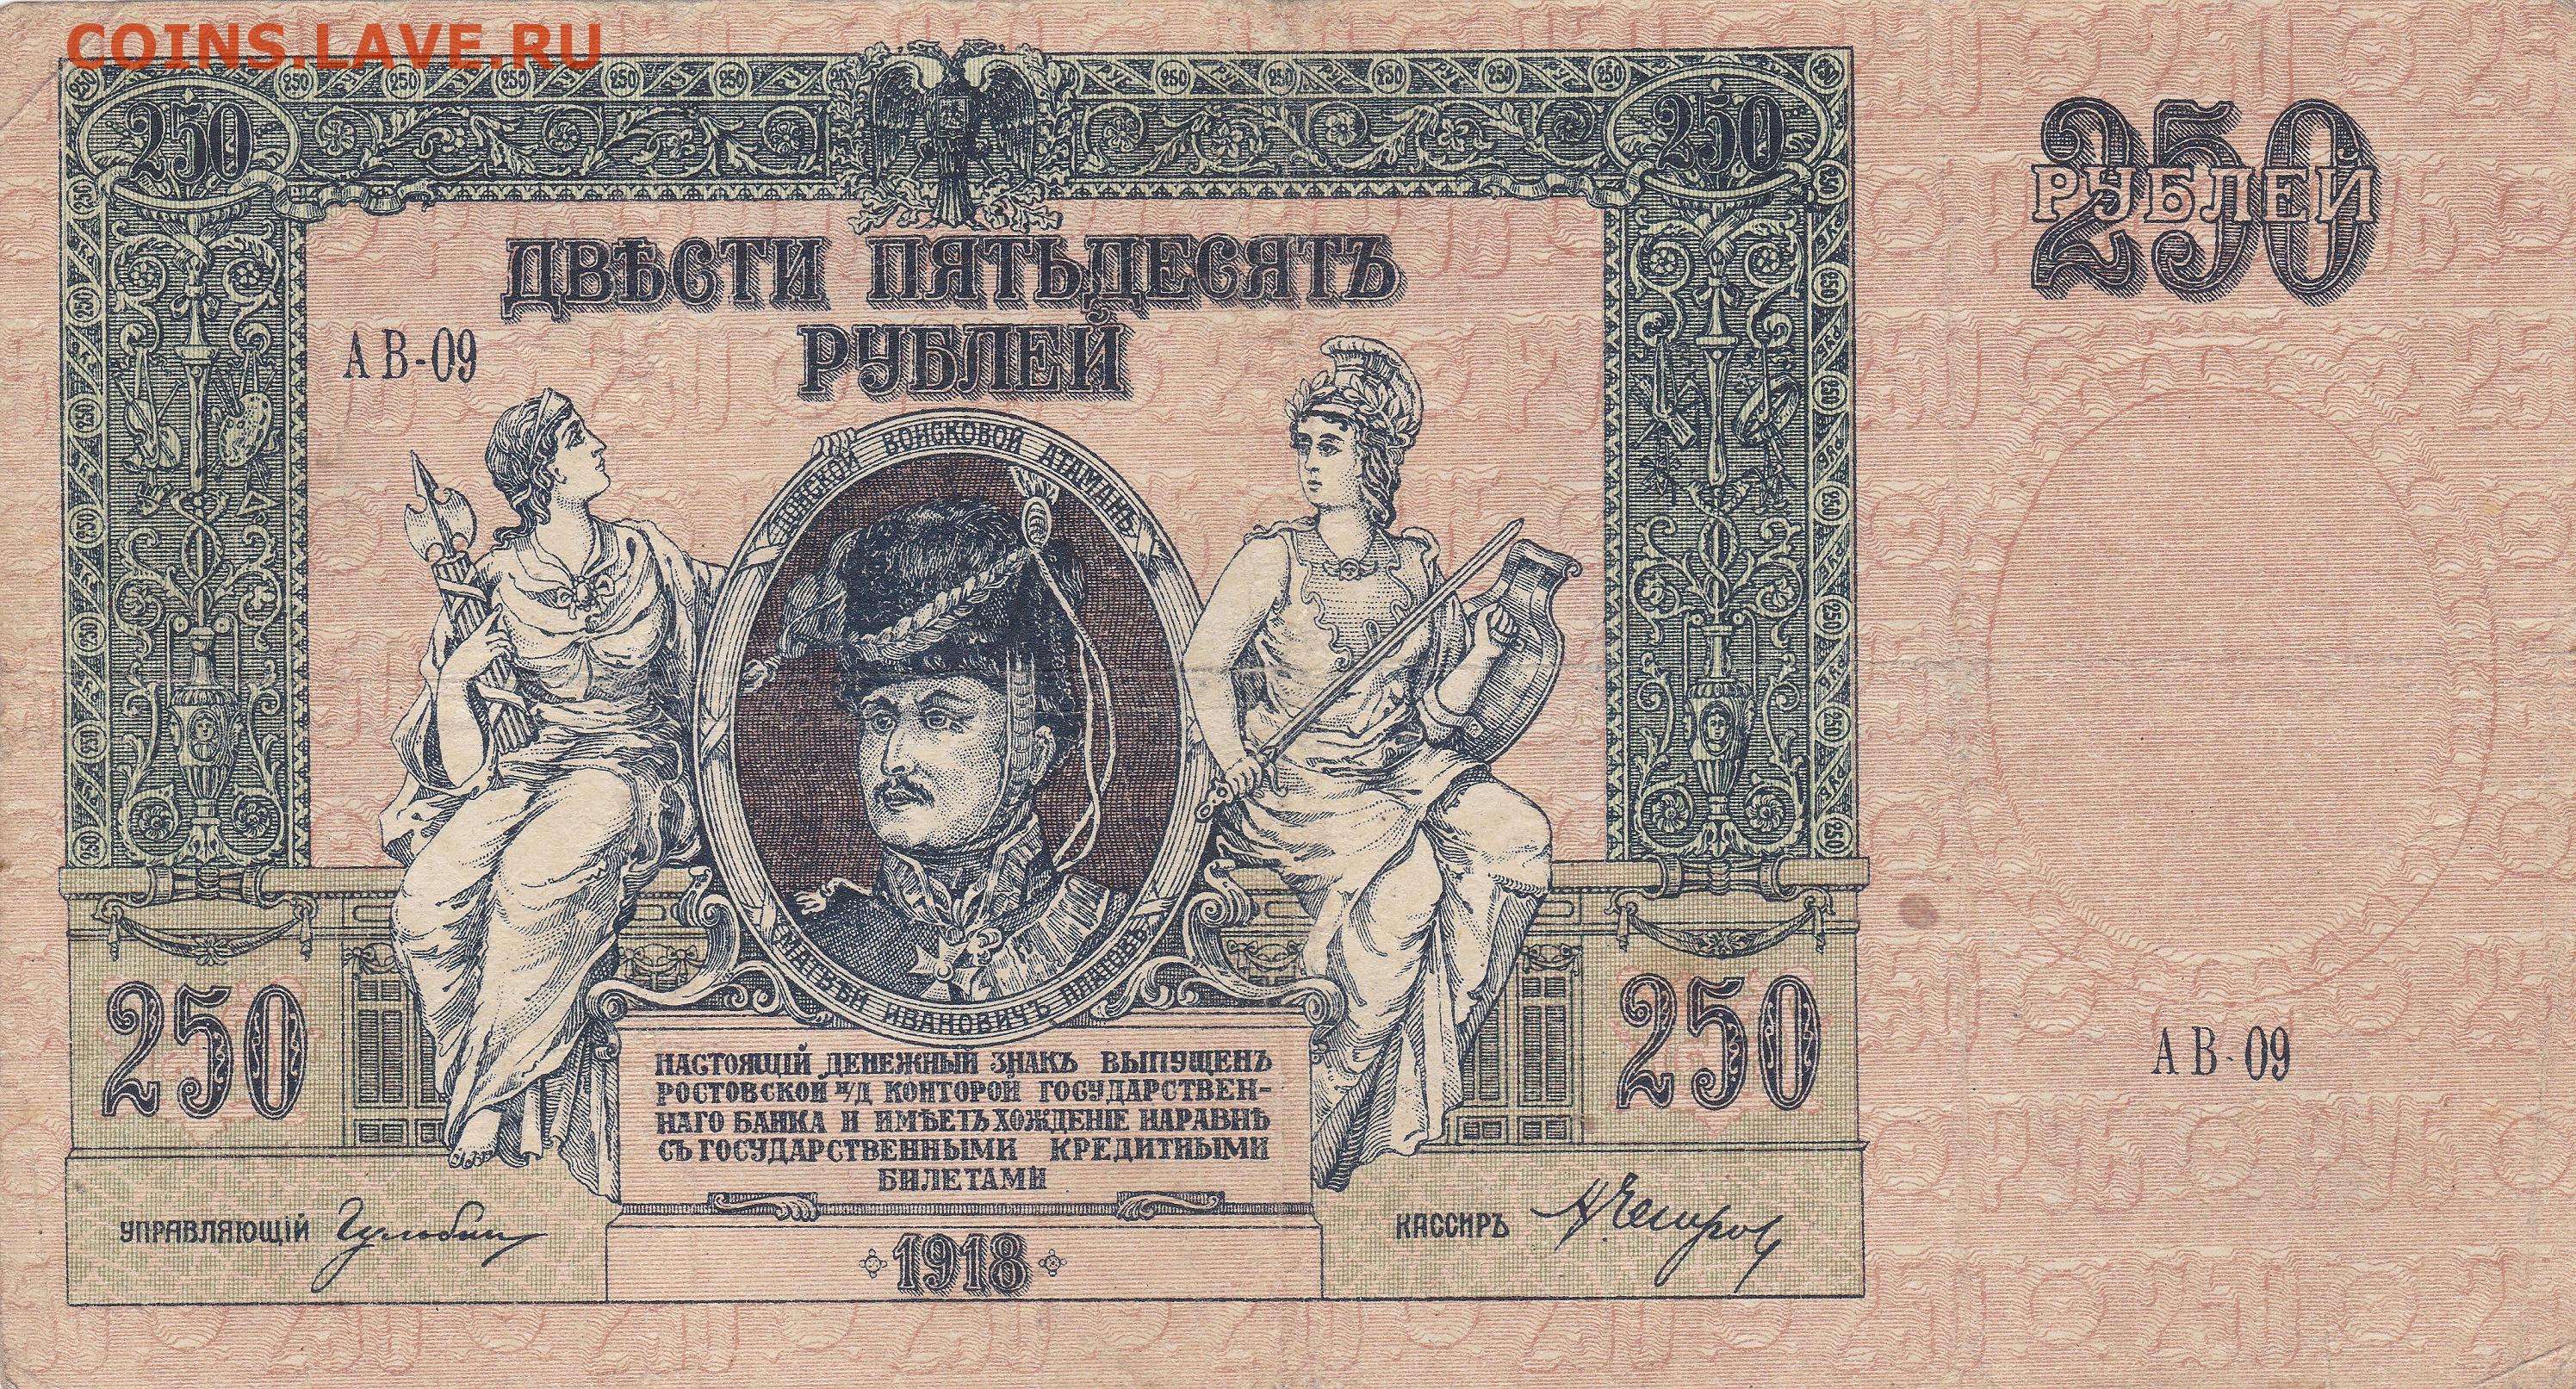 COINS.LAVE.RU
250
250
250
РУБЛЕЙ
ДВѢСТИ ПЯТЬДЕСЯТЪ
РУБЛЕЙ
АВ-09
ДОНСКОЙ ВОЙСКОВОЙ АТАМАНЪ
МАТВѢЙ ИВАНОВИЧЪ ПЛАТОВЪ
250
250
АВ-09
НАСТОЯЩІЙ ДЕНЕЖНЫЙ ЗНАКЪ ВЫПУЩЕНЪ
РОСТОВСКОЙ Н/Д КОНТОРОЙ ГОСУДАРСТВЕН-
НАГО БАНКА И ИМѢЕТЪ ХОЖДЕНІЕ НАРАВНѢ
СЪ ГОСУДАРСТВЕННЫМИ КРЕДИТНЫМИ
БИЛЕТАМИ
УПРАВЛЯЮЩІЙ
КАССИРЪ
1918